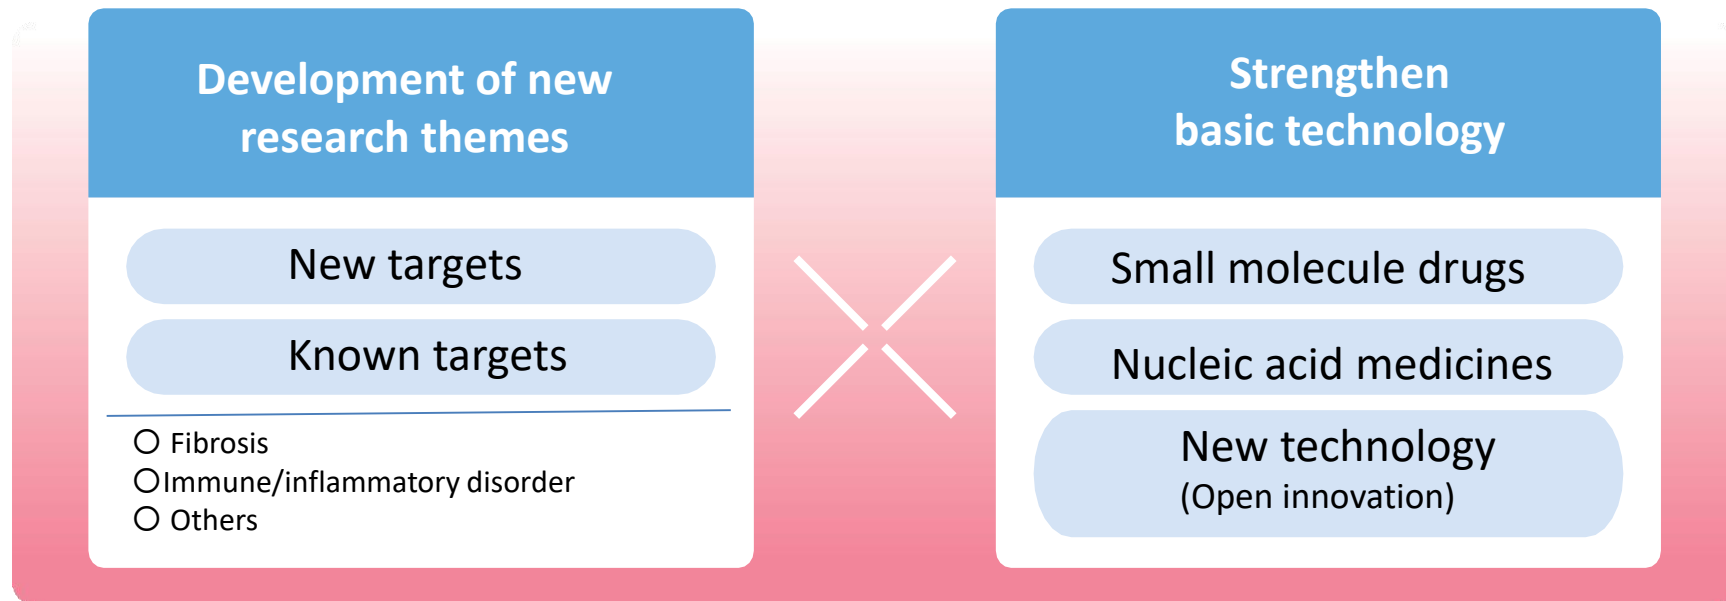 Development of new
research themes
New targets
Known targets
○ Fibrosis
○Immune/inflammatory disorder
○ Others
Strengthen
basic technology
Small molecule drugs
Nucleic acid medicines
New technology
(Open innovation)